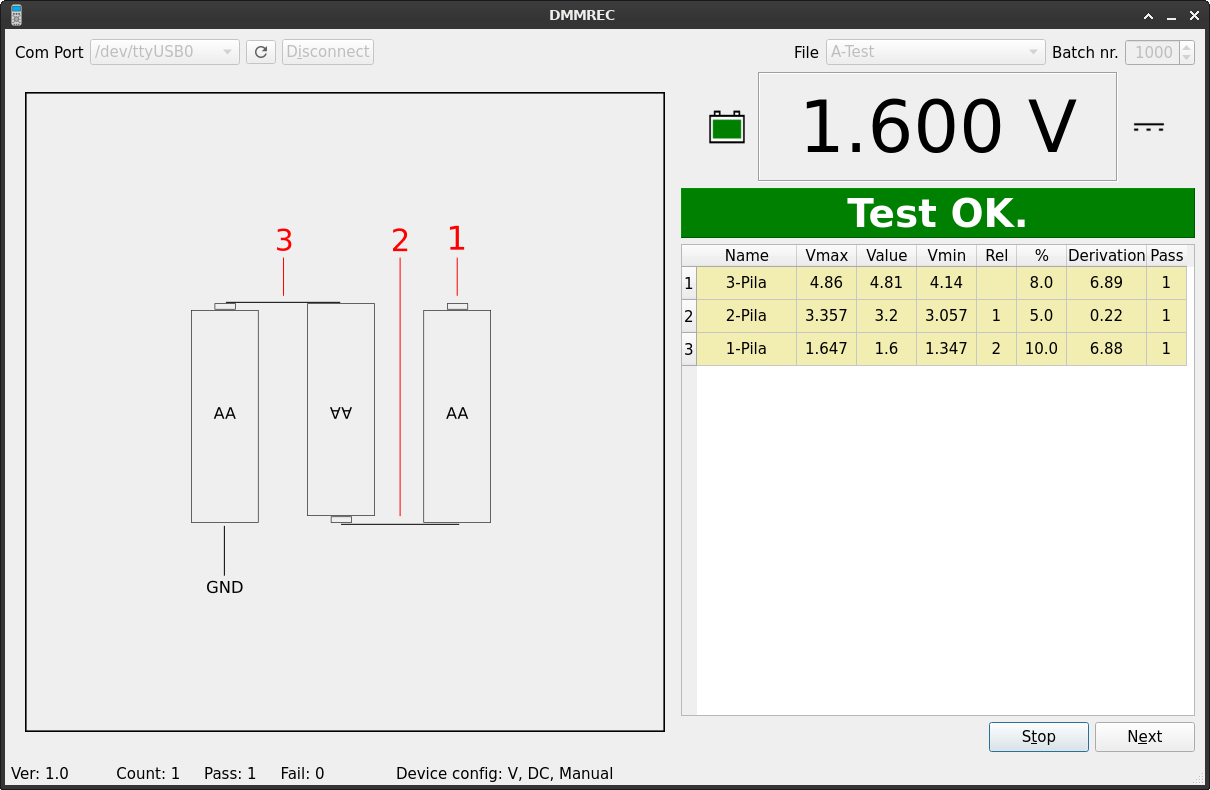 DMMREC
Com Port /dev/ttyUSB0 Disconnect File A-Test Batch nr. 1000
1.600 V
Test OK.
Name Vmax Value Vmin Rel % Derivation Pass
1 3-Pila 4.86 4.81 4.14 8.0 6.89 1
2 2-Pila 3.357 3.2 3.057 1 5.0 0.22 1
3 1-Pila 1.647 1.6 1.347 2 10.0 6.88 1
3 2 1
AA AA AA
GND
Stop Next
Ver: 1.0 Count: 1 Pass: 1 Fail: 0 Device config: V, DC, Manual